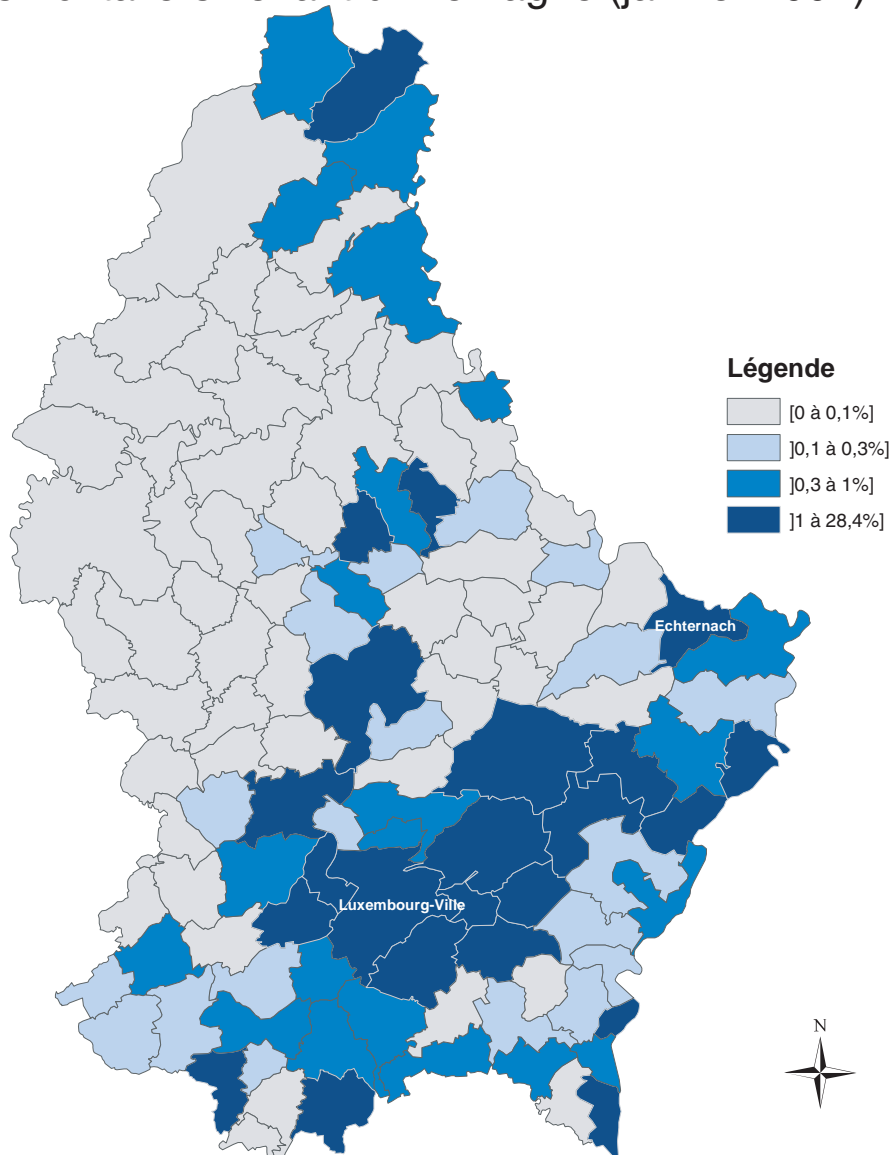 Légende
[0 à 0,1%]
]0,1 à 0,3%]
]0,3 à 1%]
]1 à 28,4%]
Echternach
Luxembourg-Ville
N